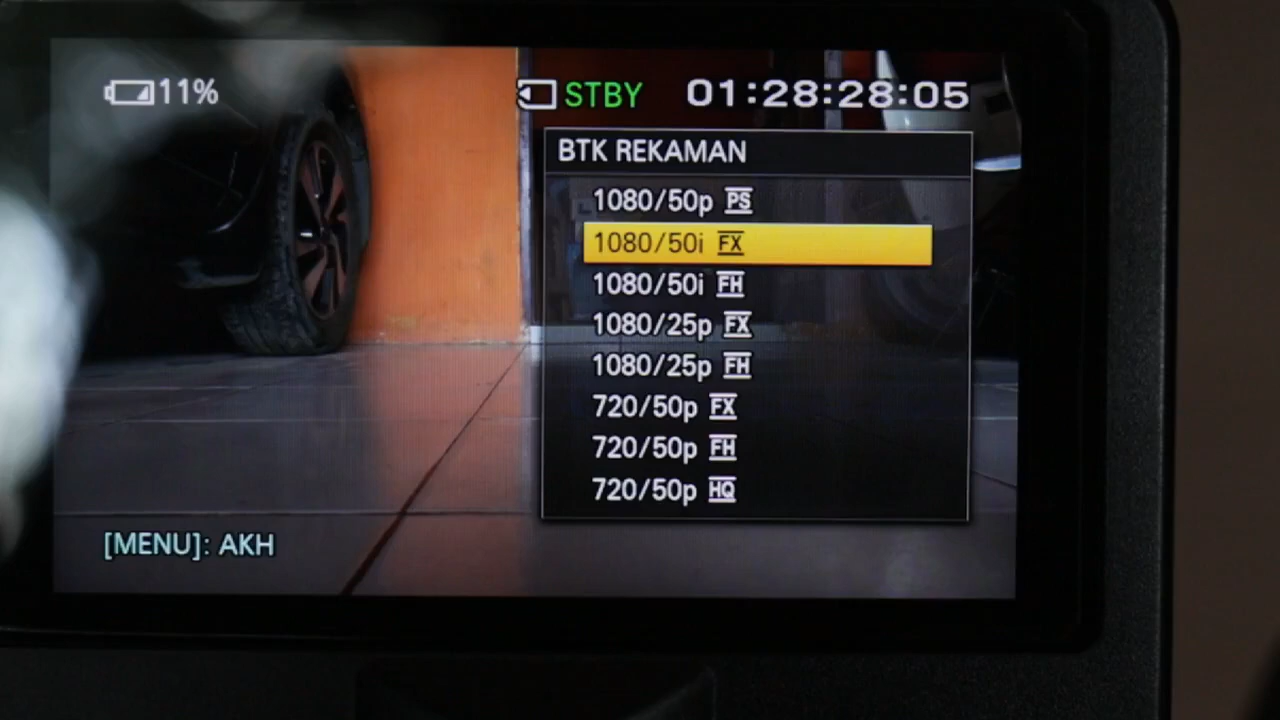 11%
STBY 01:28:28:05
BTK REKAMAN
1080/50p PS
1080/50i FX
1080/50i FH
1080/25p FX
1080/25p FH
720/50p FX
720/50p FH
720/50p HQ
[MENU]: AKH